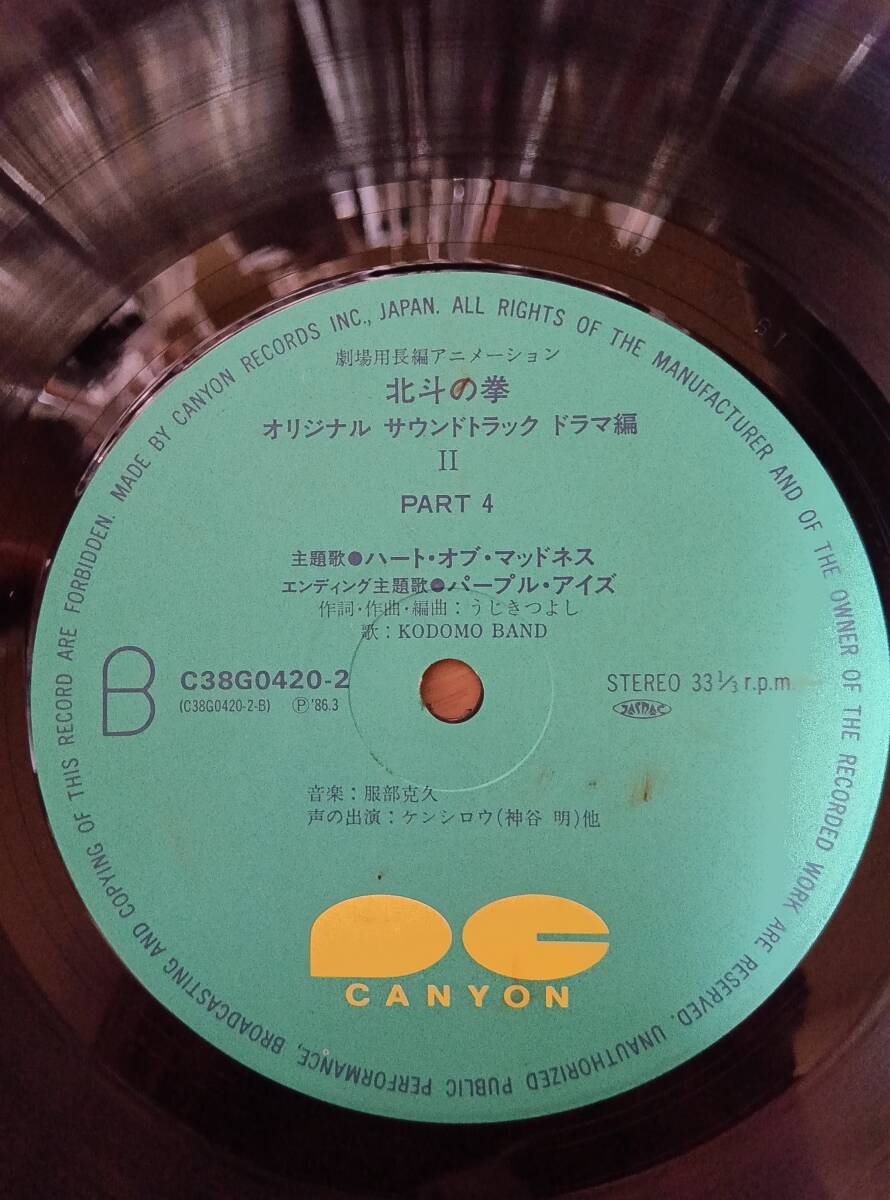 MADE BY CANYON RECORDS INC., JAPAN. ALL RIGHTS OF THE MANUFACTURER AND OF THE OWNER OF THE RECORDED WORK ARE RESERVED. UNAUTHORIZED PUBLIC PERFORMANCE, BROADCASTING AND COPYING OF THIS RECORD ARE FORBIDDEN.
劇場用長編アニメーション
北斗の拳
オリジナル サウンドトラック ドラマ編
II
PART 4
主題歌●ハート・オブ・マッドネス
エンディング主題歌●パープル・アイズ
作詞・作曲・編曲：うじきつよし
歌：KODOMO BAND
B
C38G0420-2
(C38G0420-2-B) Ⓟ'86.3
STEREO 33 1/3 r.p.m.
JASRAC
音楽：服部克久
声の出演：ケンシロウ(神谷 明)他
CANYON